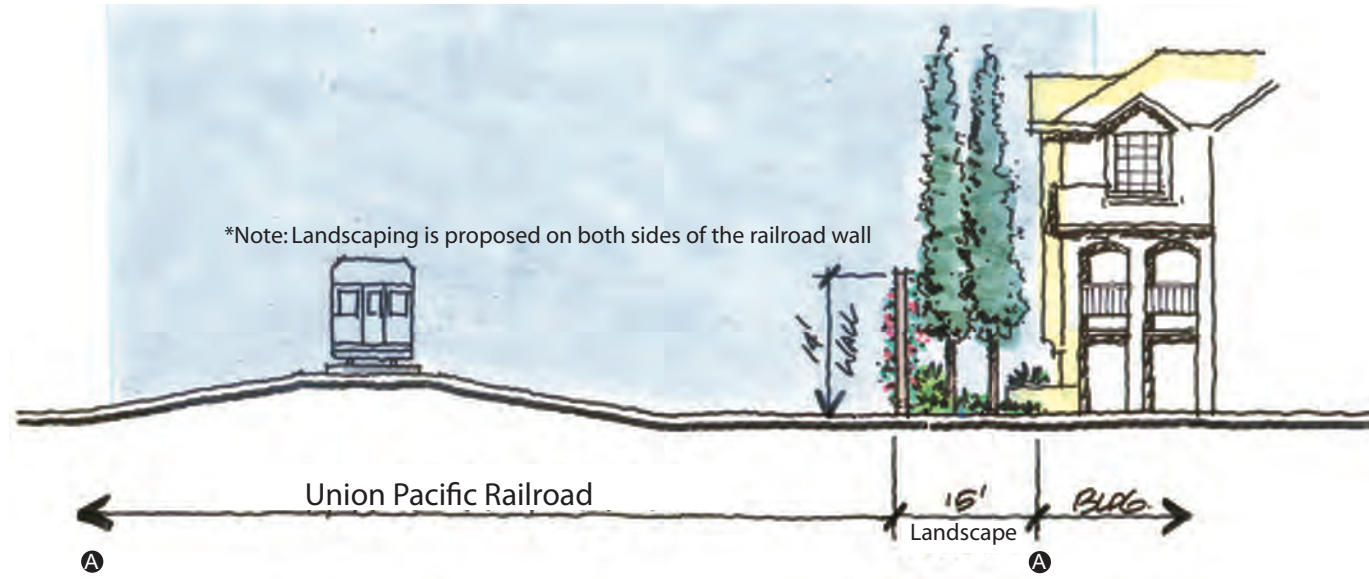 *Note: Landscaping is proposed on both sides of the railroad wall
14'
WALL
Union Pacific Railroad
15'
BLDG.
Landscape
A
A